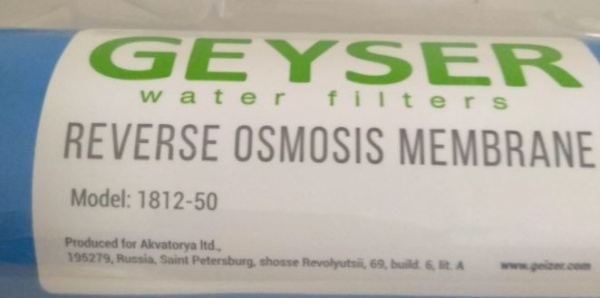 GEYSER
water filters
REVERSE OSMOSIS MEMBRANE
Model: 1812-50
Produced for Akvatorya ltd.,
195279, Russia, Saint Petersburg, shosse Revolyutsii, 69, build. 6, lit. A
www.geizer.com